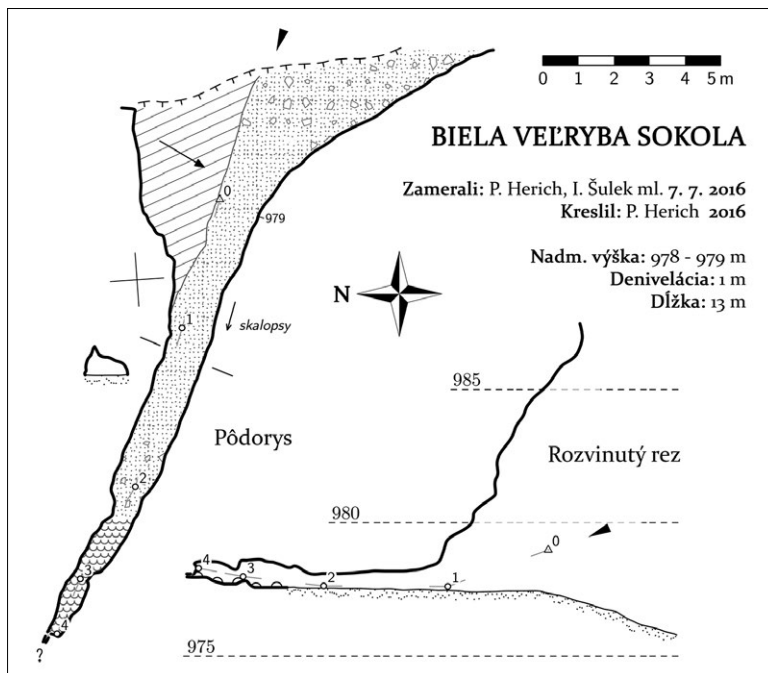 0 1 2 3 4 5 m
BIELA VEĽRYBA SOKOLA
Zamerali: P. Herich, I. Šulek ml. 7. 7. 2016
Kreslil: P. Herich 2016
Nadm. výška: 978 - 979 m
Denivelácia: 1 m
Dĺžka: 13 m
N
0
979
1
skalopsy
2
3
4
?
Pôdorys
985
Rozvinutý rez
980
0
4
3
2
1
975